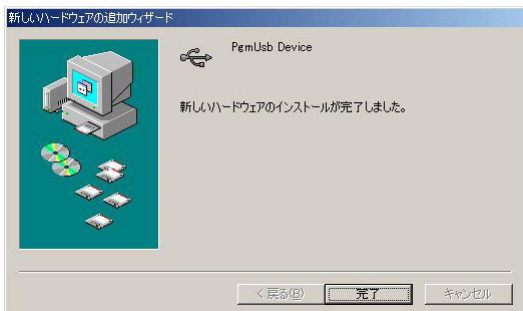 新しいハードウェアの追加ウィザード
PgmUsb Device
新しいハードウェアのインストールが完了しました。
< 戻る(B)
完了
キャンセル